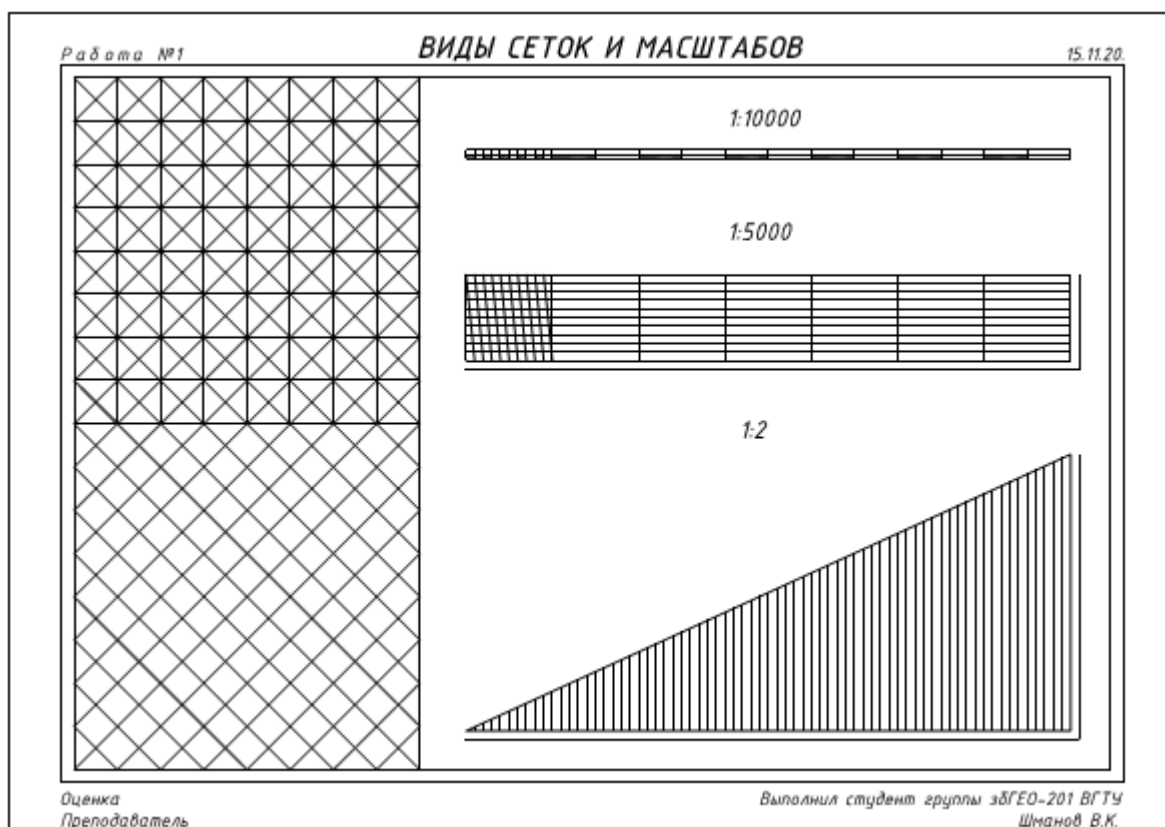 Работа №1
ВИДЫ СЕТОК И МАСШТАБОВ
15.11.20.
1:10000
1:5000
1:2
Оценка
Преподаватель
Выполнил студент группы збГЕО-201 ВГТУ
Шманов В.К.